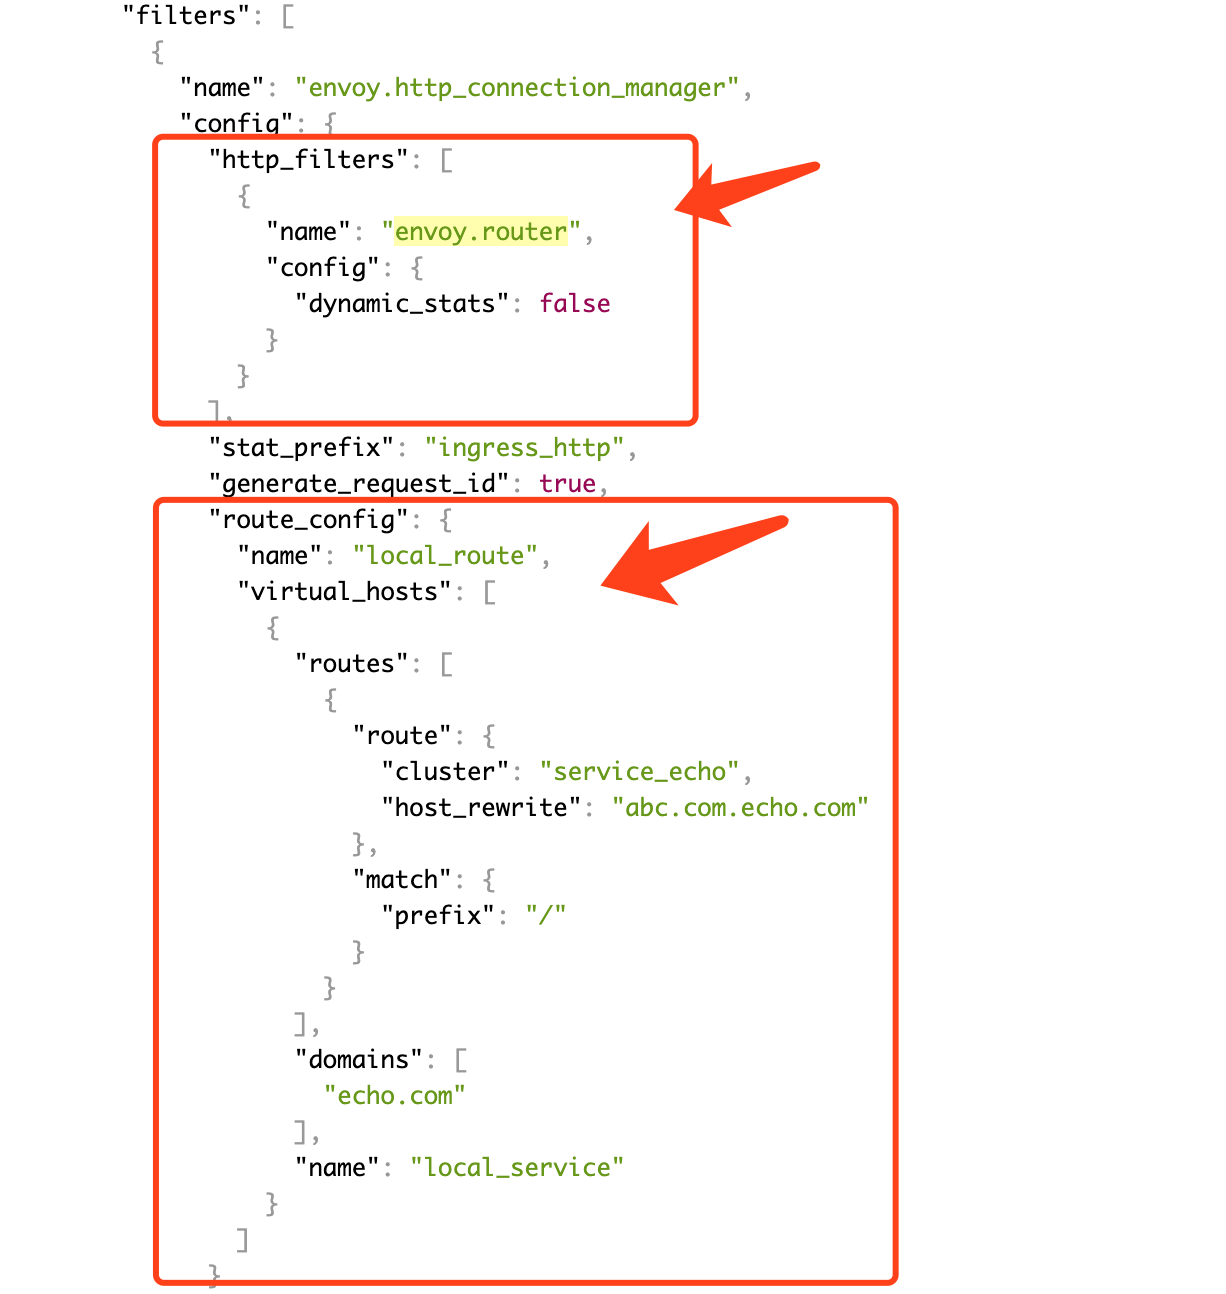 "filters": [
{
"name": "envoy.http_connection_manager",
"config": {
"http_filters": [
{
"name": "envoy.router",
"config": {
"dynamic_stats": false
}
}
],
"stat_prefix": "ingress_http",
"generate_request_id": true,
"route_config": {
"name": "local_route",
"virtual_hosts": [
{
"routes": [
{
"route": {
"cluster": "service_echo",
"host_rewrite": "abc.com.echo.com"
},
"match": {
"prefix": "/"
}
}
],
"domains": [
"echo.com"
],
"name": "local_service"
}
]
}